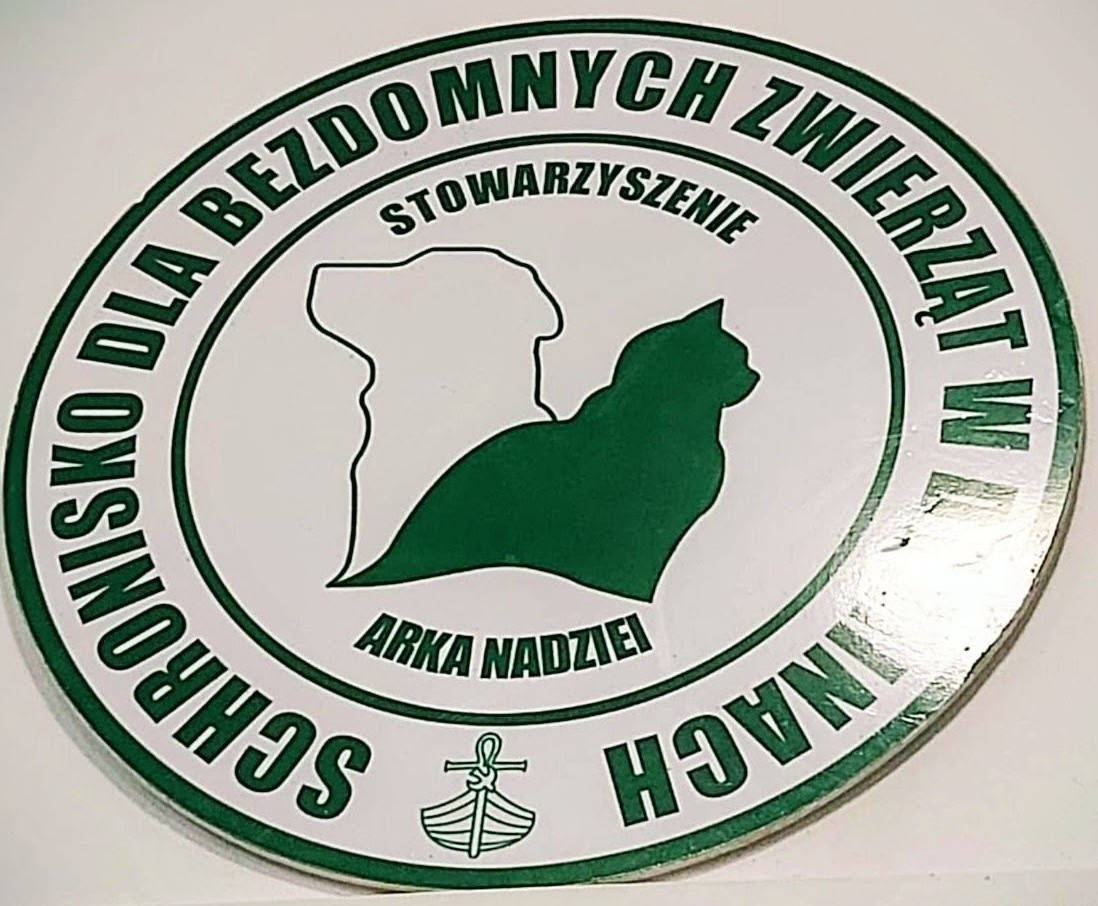 SCHRONISKO DLA BEZDOMNYCH ZWIERZĄT W
STOWARZYSZENIE
ARKA NADZIEI